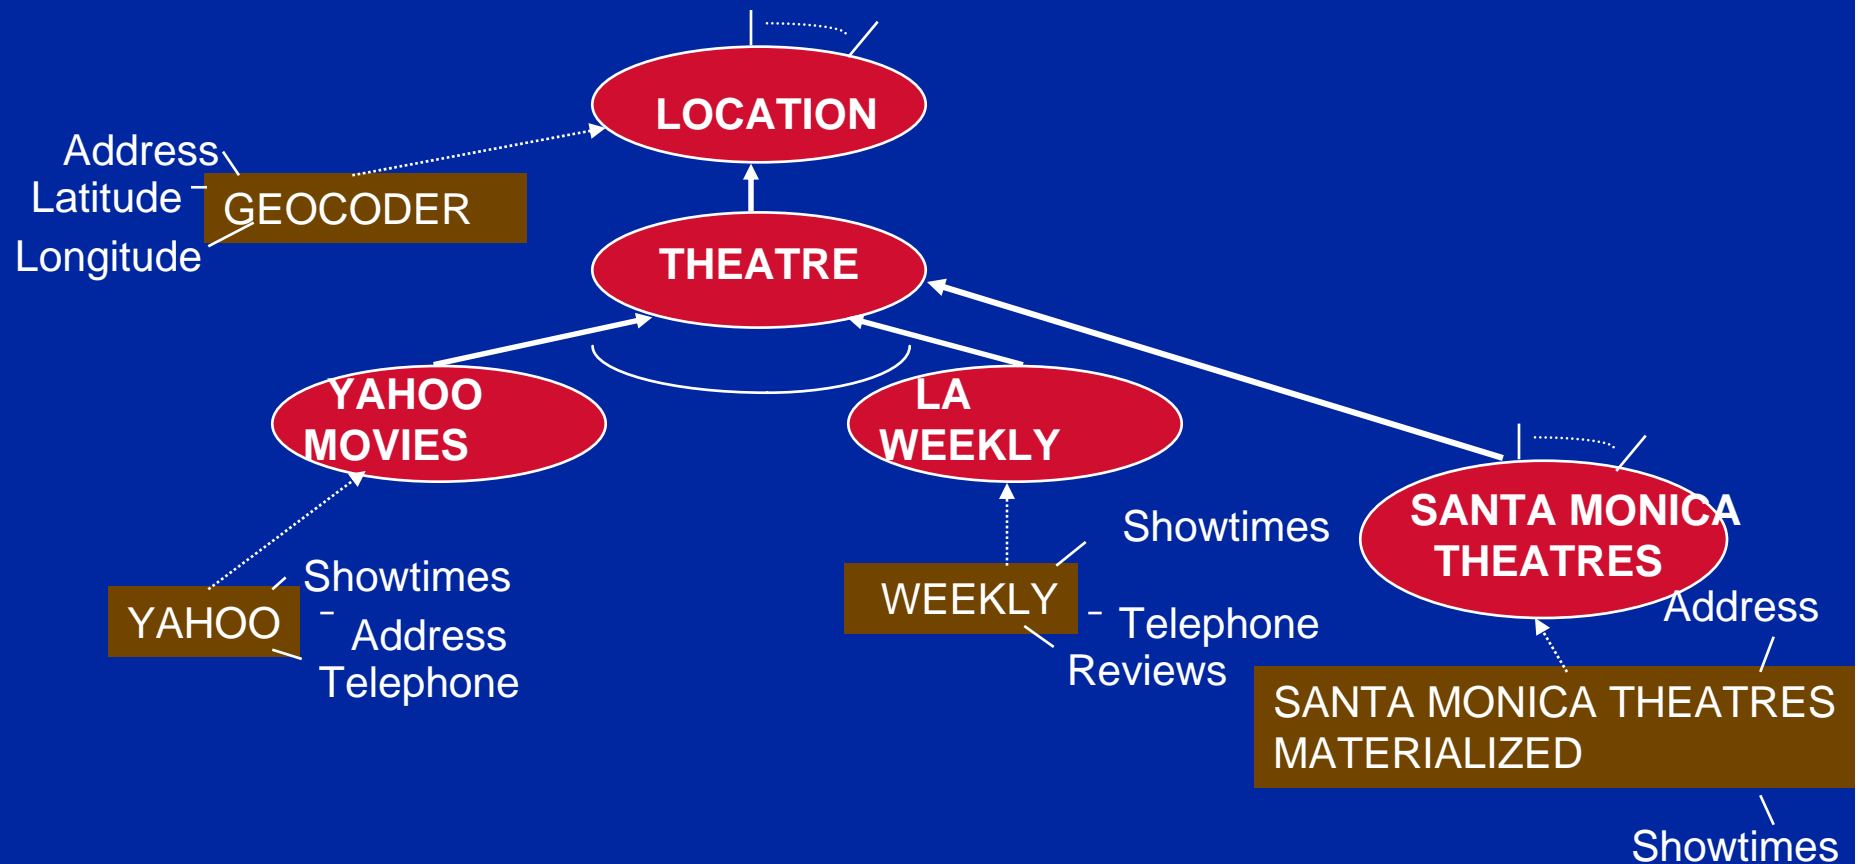 LOCATION
Address
Latitude
GEOCODER
Longitude
THEATRE
YAHOO
MOVIES
LA
WEEKLY
SANTA MONICA
THEATRES
Showtimes
Showtimes
YAHOO
Address
Telephone
WEEKLY
Telephone
Reviews
Address
SANTA MONICA THEATRES
MATERIALIZED
Showtimes